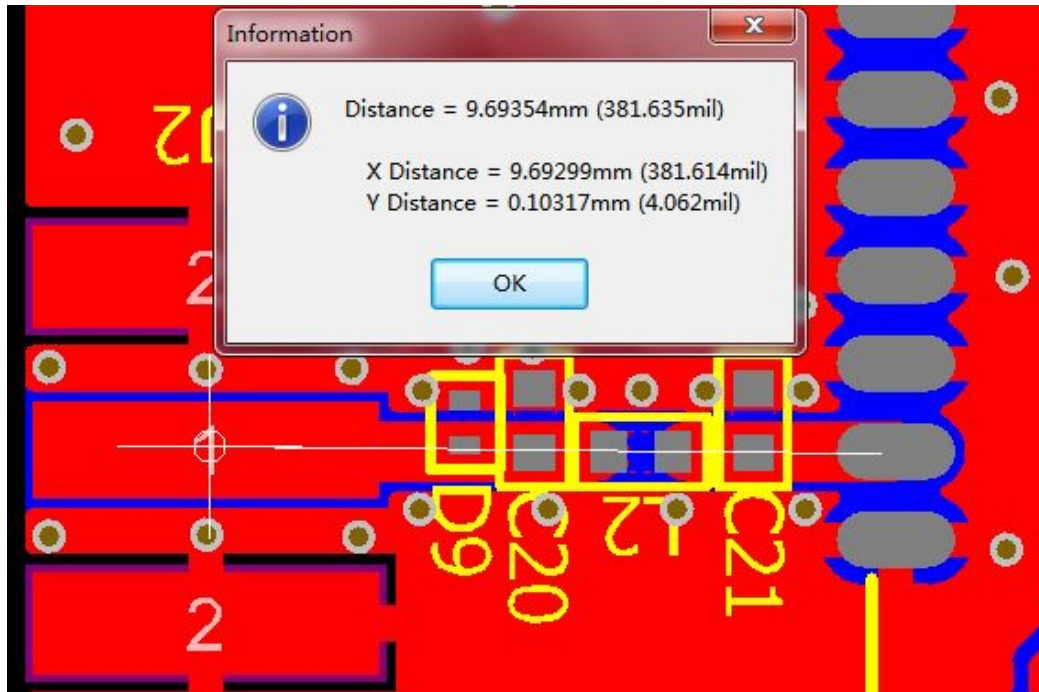 Information
Distance = 9.69354mm (381.635mil)
X Distance = 9.69299mm (381.614mil)
Y Distance = 0.10317mm (4.062mil)
OK
2
1
D9
C20
L2
C21
2